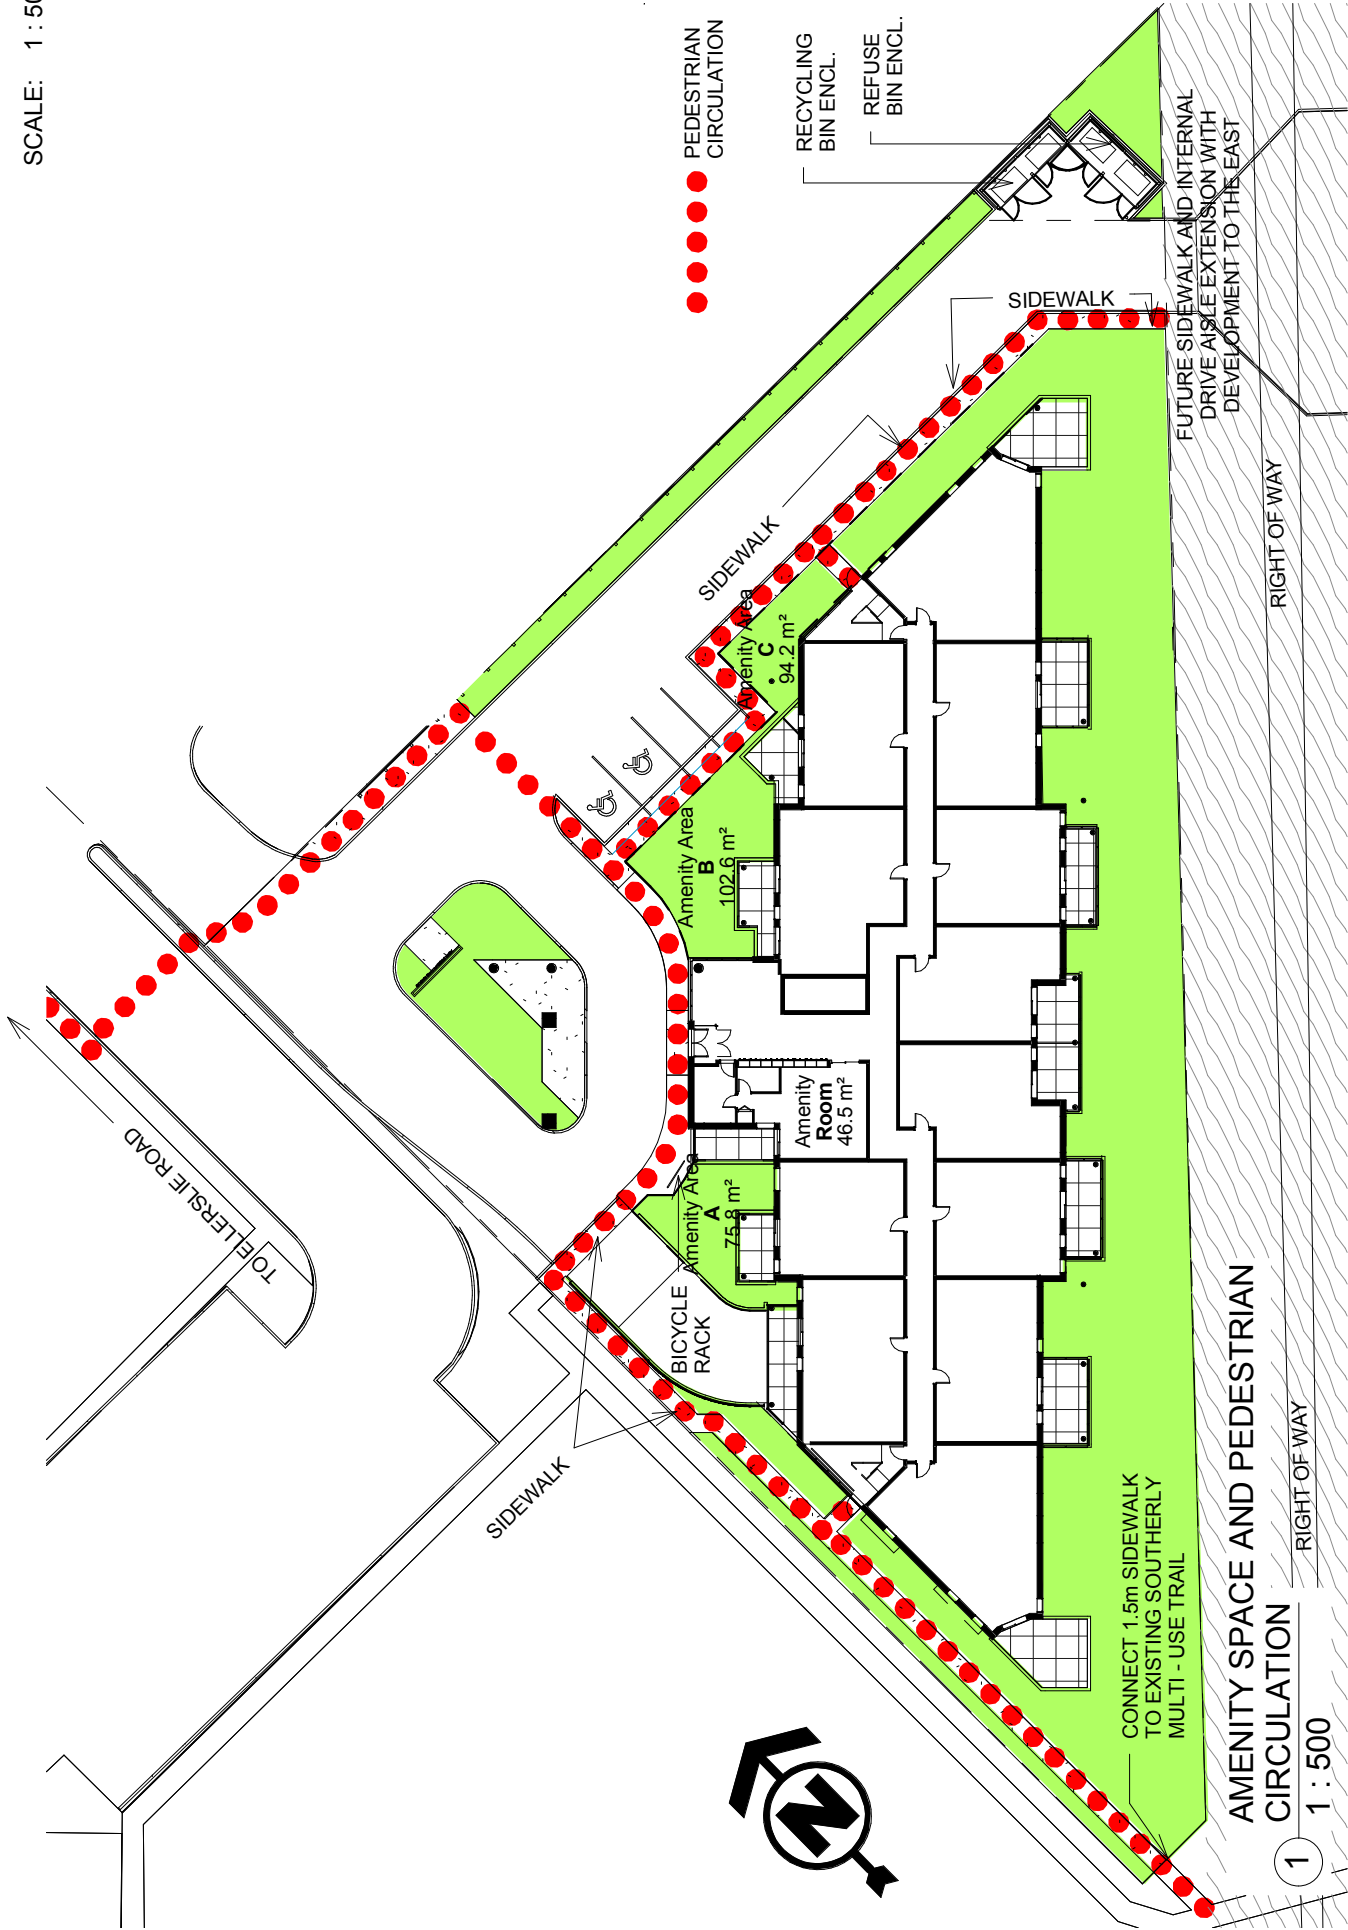 SCALE: 1 : 50
PEDESTRIAN
CIRCULATION
RECYCLING
BIN ENCL.
REFUSE
BIN ENCL.
FUTURE SIDEWALK AND INTERNAL
DRIVE AISLE EXTENSION WITH
DEVELOPMENT TO THE EAST
SIDEWALK
SIDEWALK
RIGHT OF WAY
Amenity Area
C
94.2 m²
Amenity Area
B
102.6 m²
Amenity
Room
46.5 m²
Amenity Area
A
75.8 m²
TO ELLERSLIE ROAD
BICYCLE
RACK
SIDEWALK
CONNECT 1.5m SIDEWALK
TO EXISTING SOUTHERLY
MULTI - USE TRAIL
RIGHT OF WAY
N
AMENITY SPACE AND PEDESTRIAN
CIRCULATION
1
1 : 500